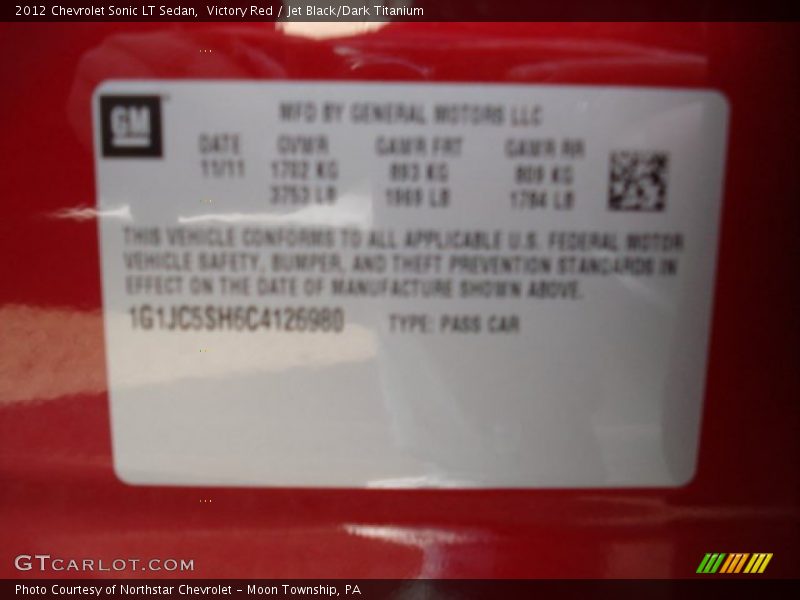 2012 Chevrolet Sonic LT Sedan,  Victory Red / Jet Black/Dark Titanium
GM
MFD BY GENERAL MOTORS LLC
DATE GVWR GAWR FRT GAWR RR
11/11 1702 KG 893 KG 809 KG
3753 LB 1969 LB 1784 LB
THIS VEHICLE CONFORMS TO ALL APPLICABLE U.S. FEDERAL MOTOR
VEHICLE SAFETY, BUMPER, AND THEFT PREVENTION STANDARDS IN
EFFECT ON THE DATE OF MANUFACTURE SHOWN ABOVE.
1G1JC5SH6C4126980 TYPE: PASS CAR
GTCARLOT.COM
Photo Courtesy of Northstar Chevrolet - Moon Township, PA